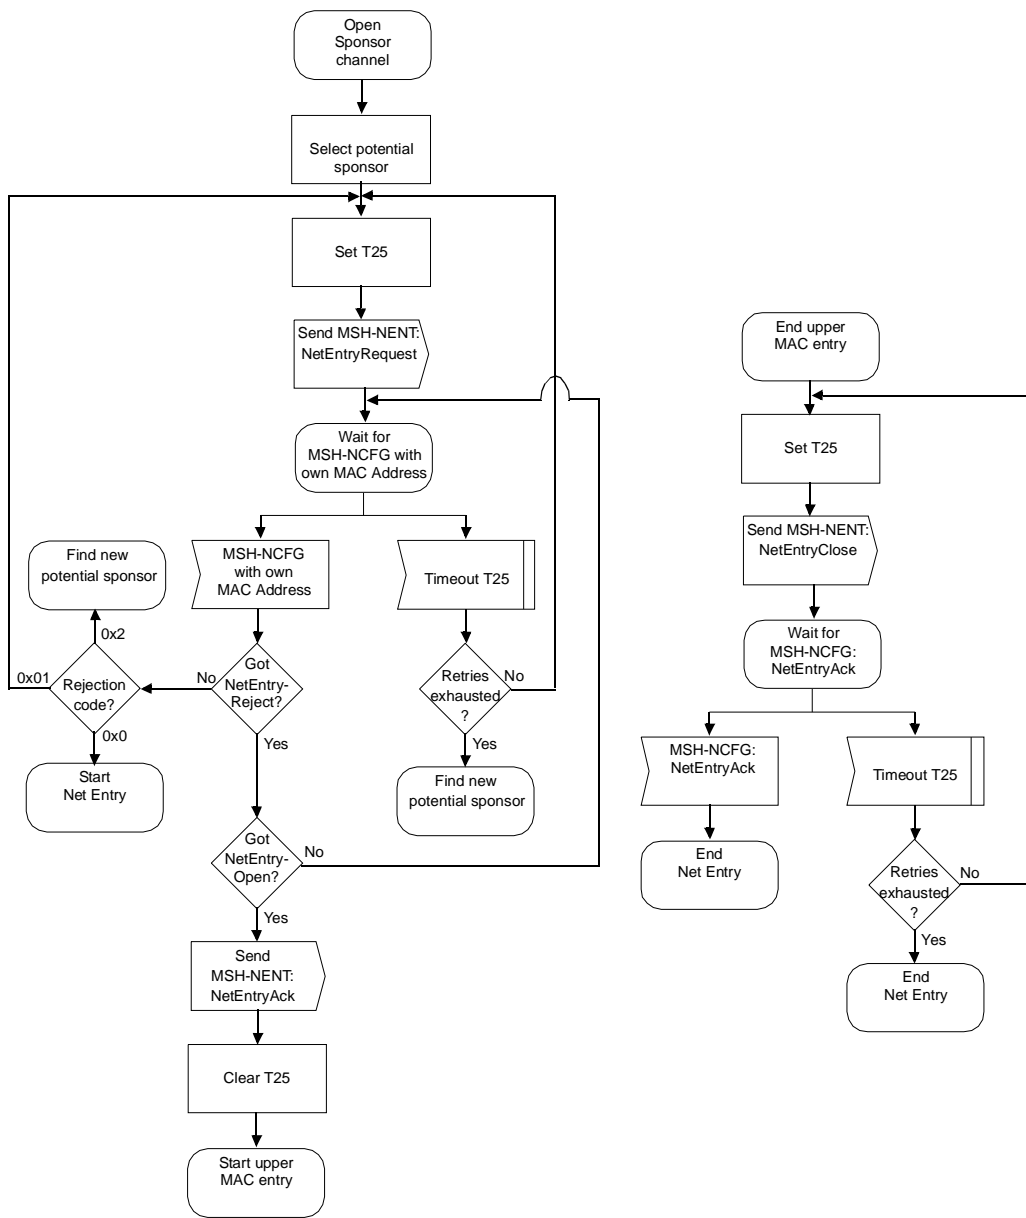 Open
Sponsor
channel
Select potential
sponsor
Set T25
Send MSH-NENT:
NetEntryRequest
Wait for
MSH-NCFG with
own MAC Address
MSH-NCFG
with own
MAC Address
Timeout T25
Find new
potential sponsor
0x2
0x01
Rejection
code?
0x0
Start
Net Entry
No
Got
NetEntry-
Reject?
Yes
Retries
exhausted
?
No
Yes
Find new
potential sponsor
Got
NetEntry-
Open?
No
Yes
Send
MSH-NENT:
NetEntryAck
Clear T25
Start upper
MAC entry
End upper
MAC entry
Set T25
Send MSH-NENT:
NetEntryClose
Wait for
MSH-NCFG:
NetEntryAck
MSH-NCFG:
NetEntryAck
Timeout T25
End
Net Entry
Retries
exhausted
?
No
Yes
End
Net Entry